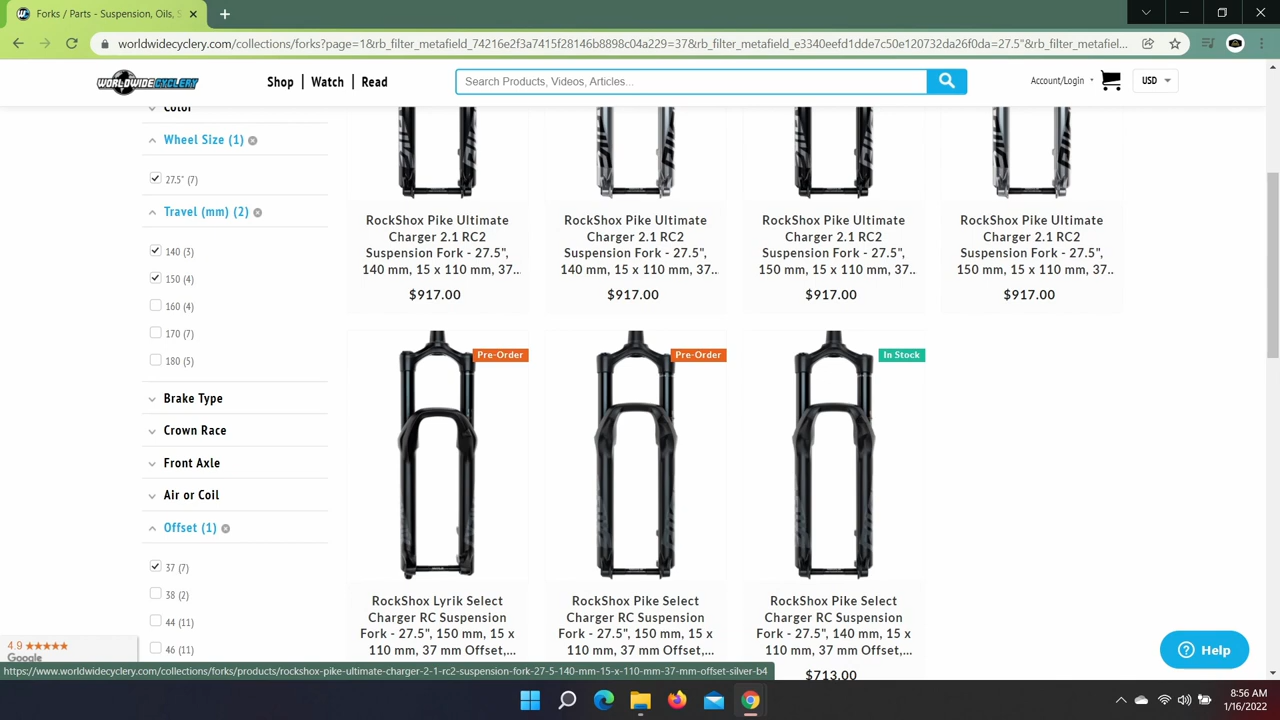 Forks / Parts - Suspension, Oils, S
worldwidecyclery.com/collections/forks?page=1&rb_filter_metafield_74216e2f3a7415f28146b8898c04a229=37&rb_filter_metafield_e3340eefd1dde7c50e120732da26f0da=27.5"&rb_filter_metafiel...
WORLDWIDECYCLERY
Shop | Watch | Read
Search Products, Videos, Articles...
Account/Login
USD
Color
Wheel Size (1)
27.5" (7)
Travel (mm) (2)
140 (3)
150 (4)
160 (4)
170 (7)
180 (5)
Brake Type
Crown Race
Front Axle
Air or Coil
Offset (1)
37 (7)
38 (2)
44 (11)
46 (11)
RockShox Pike Ultimate
Charger 2.1 RC2
Suspension Fork - 27.5",
140 mm, 15 x 110 mm, 37..
$917.00
RockShox Pike Ultimate
Charger 2.1 RC2
Suspension Fork - 27.5",
140 mm, 15 x 110 mm, 37..
$917.00
RockShox Pike Ultimate
Charger 2.1 RC2
Suspension Fork - 27.5",
150 mm, 15 x 110 mm, 37..
$917.00
RockShox Pike Ultimate
Charger 2.1 RC2
Suspension Fork - 27.5",
150 mm, 15 x 110 mm, 37..
$917.00
Pre-Order
RockShox Lyrik Select
Charger RC Suspension
Fork - 27.5", 150 mm, 15 x
110 mm, 37 mm Offset,...
Pre-Order
RockShox Pike Select
Charger RC Suspension
Fork - 27.5", 150 mm, 15 x
110 mm, 37 mm Offset,...
In Stock
RockShox Pike Select
Charger RC Suspension
Fork - 27.5", 140 mm, 15 x
110 mm, 37 mm Offset,...
$713.00
4.9
Google
Help
https://www.worldwidecyclery.com/collections/forks/products/rockshox-pike-ultimate-charger-2-1-rc2-suspension-fork-27-5-140-mm-15-x-110-mm-37-mm-offset-silver-b4
8:56 AM
1/16/2022